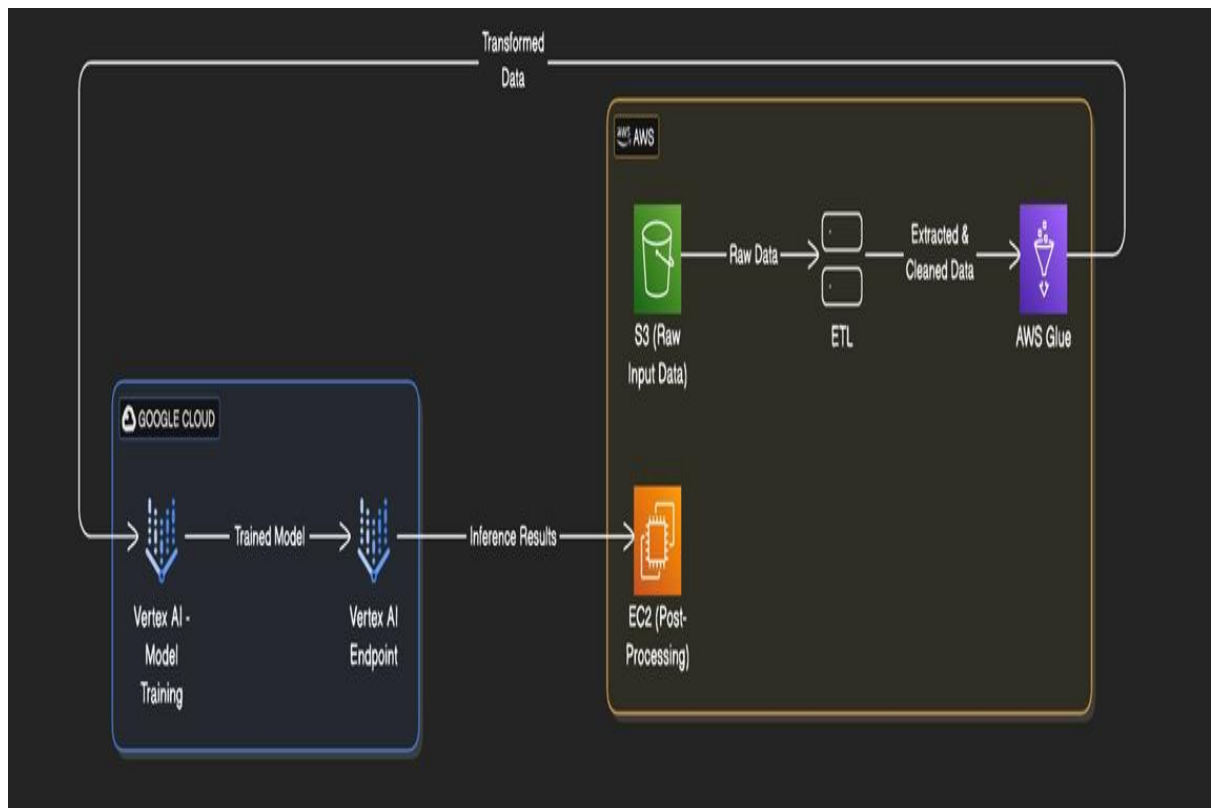 Transformed
Data
aws AWS
Raw Data
Extracted &
Cleaned Data
S3 (Raw
Input Data)
ETL
AWS Glue
GOOGLE CLOUD
Trained Model
Inference Results
Vertex AI -
Model
Training
Vertex AI
Endpoint
EC2 (Post-
Processing)